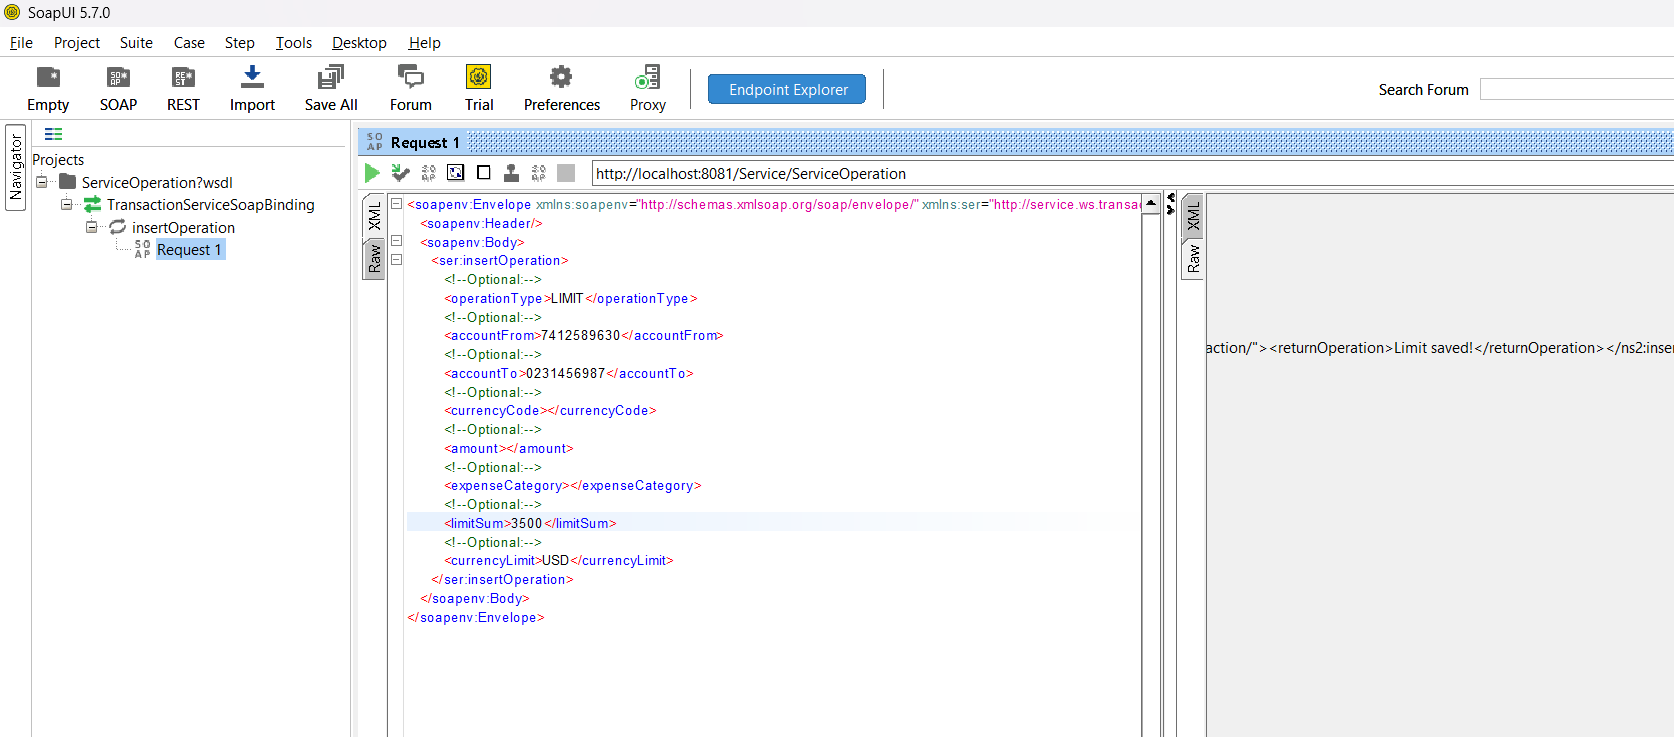 SoapUI 5.7.0
File Project Suite Case Step Tools Desktop Help
Empty SOAP REST Import Save All Forum Trial Preferences Proxy Endpoint Explorer Search Forum
Navigator
Projects
ServiceOperation?wsdl
TransactionServiceSoapBinding
insertOperation
Request 1
Request 1
http://localhost:8081/Service/ServiceOperation
XML
Raw
<soapenv:Envelope xmlns:soapenv="http://schemas.xmlsoap.org/soap/envelope/" xmlns:ser="http://service.ws.transac
<soapenv:Header/>
<soapenv:Body>
<ser:insertOperation>
<!--Optional:-->
<operationType>LIMIT</operationType>
<!--Optional:-->
<accountFrom>7412589630</accountFrom>
<!--Optional:-->
<accountTo>0231456987</accountTo>
<!--Optional:-->
<currencyCode></currencyCode>
<!--Optional:-->
<amount></amount>
<!--Optional:-->
<expenseCategory></expenseCategory>
<!--Optional:-->
<limitSum>3500</limitSum>
<!--Optional:-->
<currencyLimit>USD</currencyLimit>
</ser:insertOperation>
</soapenv:Body>
</soapenv:Envelope>
XML
Raw
action/"><returnOperation>Limit saved!</returnOperation></ns2:inser